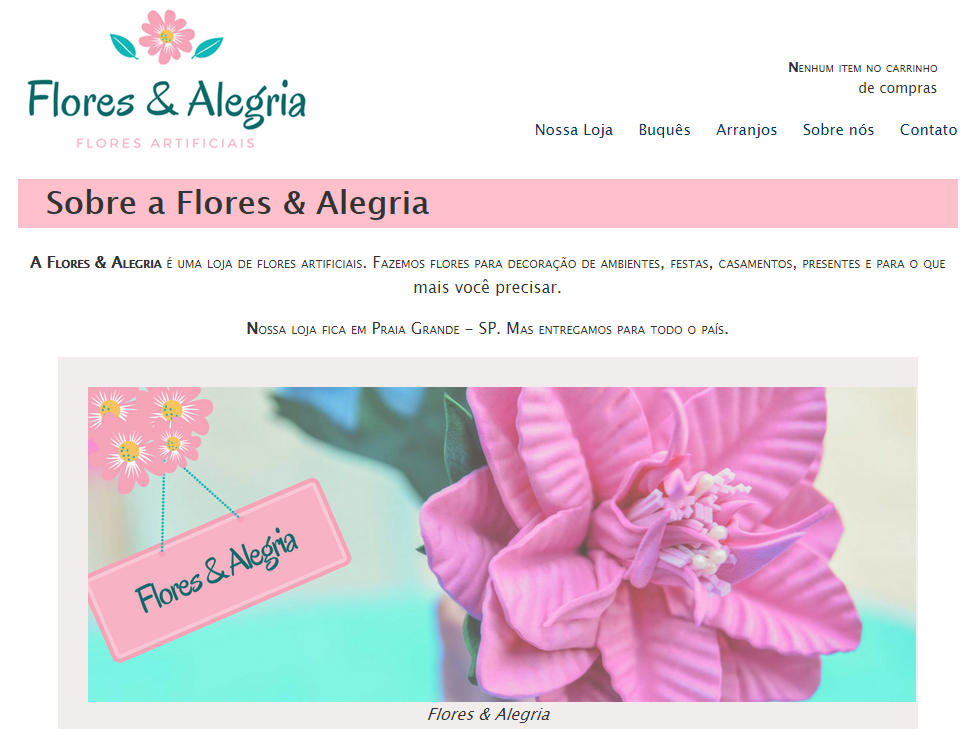 Flores & Alegria
FLORES ARTIFICIAIS
Nenhum item no carrinho
de compras
Nossa Loja Buquês Arranjos Sobre nós Contato
Sobre a Flores & Alegria
A Flores & Alegria é uma loja de flores artificiais. Fazemos flores para decoração de ambientes, festas, casamentos, presentes e para o que
mais você precisar.
Nossa loja fica em Praia Grande – SP. Mas entregamos para todo o país.
Flores & Alegria
Flores & Alegria